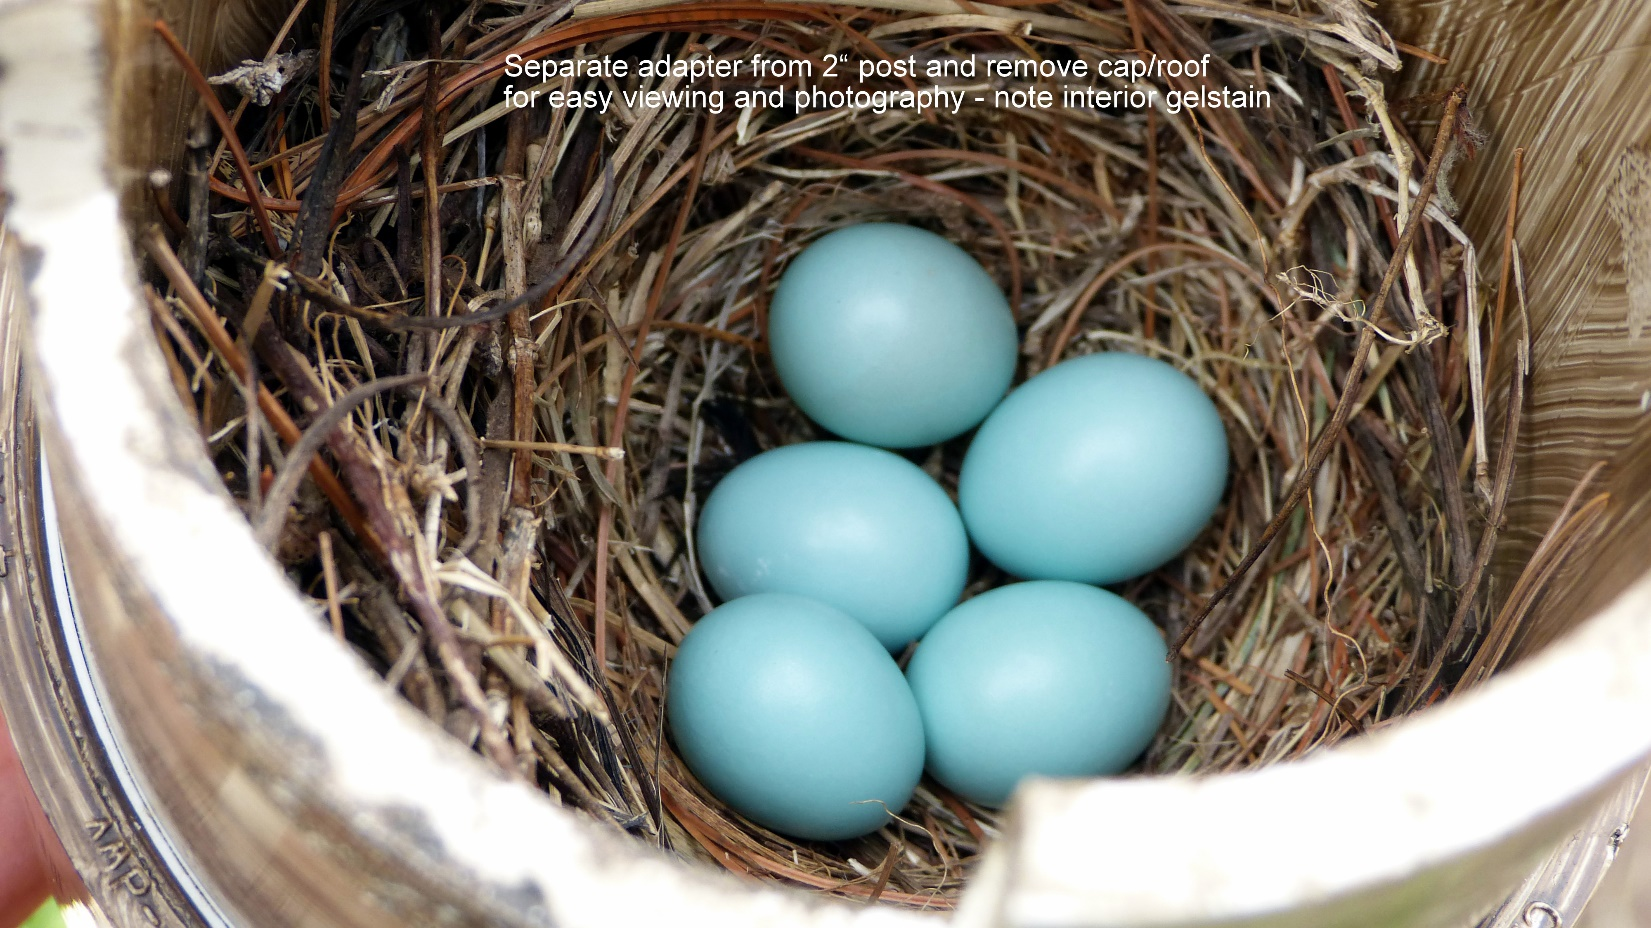 Separate adapter from 2“ post and remove cap/roof
for easy viewing and photography - note interior gelstain